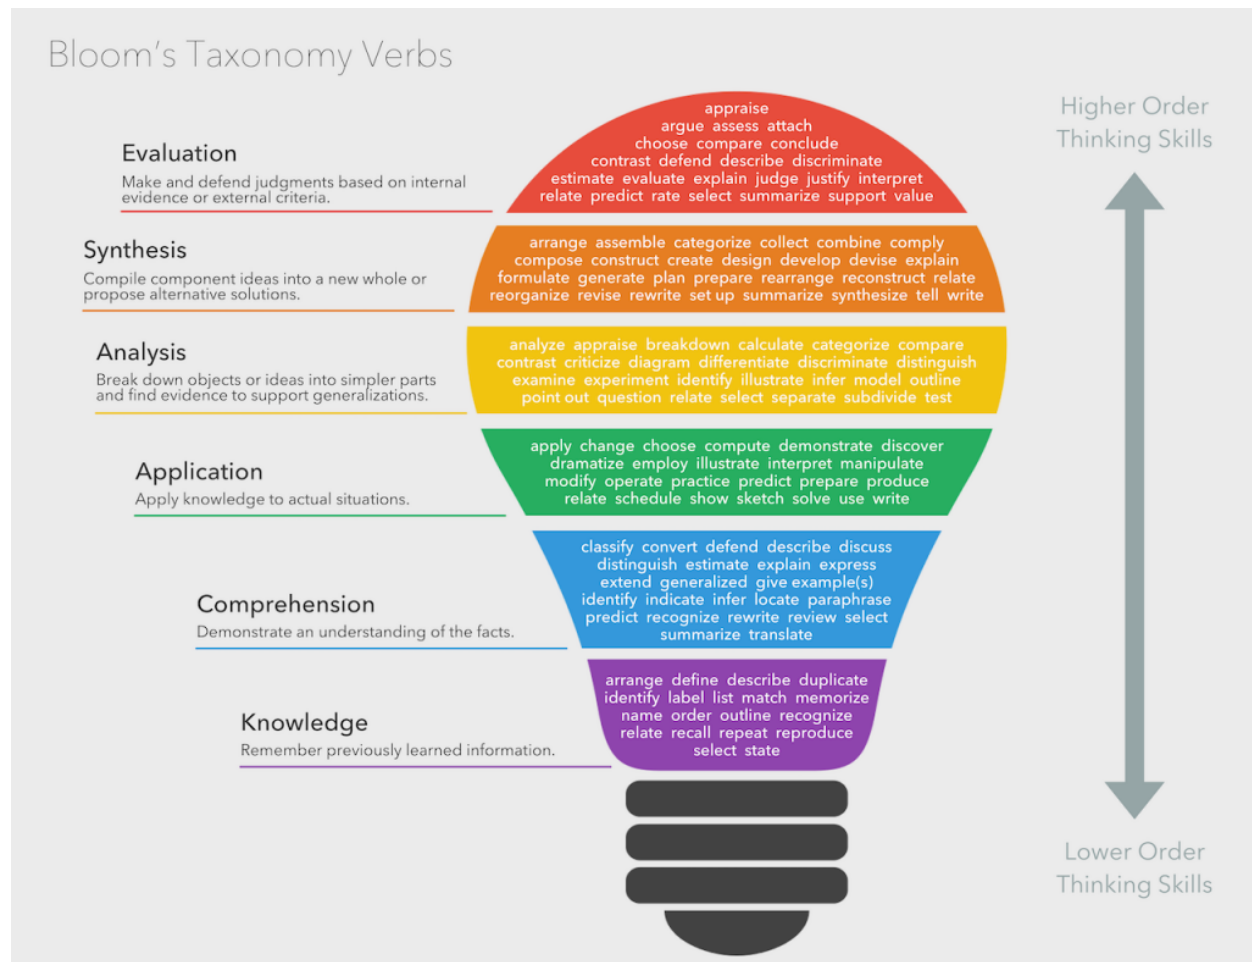 Bloom's Taxonomy Verbs
Higher Order
Thinking Skills
Evaluation
Make and defend judgments based on internal
evidence or external criteria.
appraise
argue assess attach
choose compare conclude
contrast defend describe discriminate
estimate evaluate explain judge justify interpret
relate predict rate select summarize support value
Synthesis
Compile component ideas into a new whole or
propose alternative solutions.
arrange assemble categorize collect combine comply
compose construct create design develop devise explain
formulate generate plan prepare rearrange reconstruct relate
reorganize revise rewrite set up summarize synthesize tell write
Analysis
Break down objects or ideas into simpler parts
and find evidence to support generalizations.
analyze appraise breakdown calculate categorize compare
contrast criticize diagram differentiate discriminate distinguish
examine experiment identify illustrate infer model outline
point out question relate select separate subdivide test
Application
Apply knowledge to actual situations.
apply change choose compute demonstrate discover
dramatize employ illustrate interpret manipulate
modify operate practice predict prepare produce
relate schedule show sketch solve use write
Comprehension
Demonstrate an understanding of the facts.
classify convert defend describe discuss
distinguish estimate explain express
extend generalized give example(s)
identify indicate infer locate paraphrase
predict recognize rewrite review select
summarize translate
Knowledge
Remember previously learned information.
arrange define describe duplicate
identify label list match memorize
name order outline recognize
relate recall repeat reproduce
select state
Lower Order
Thinking Skills